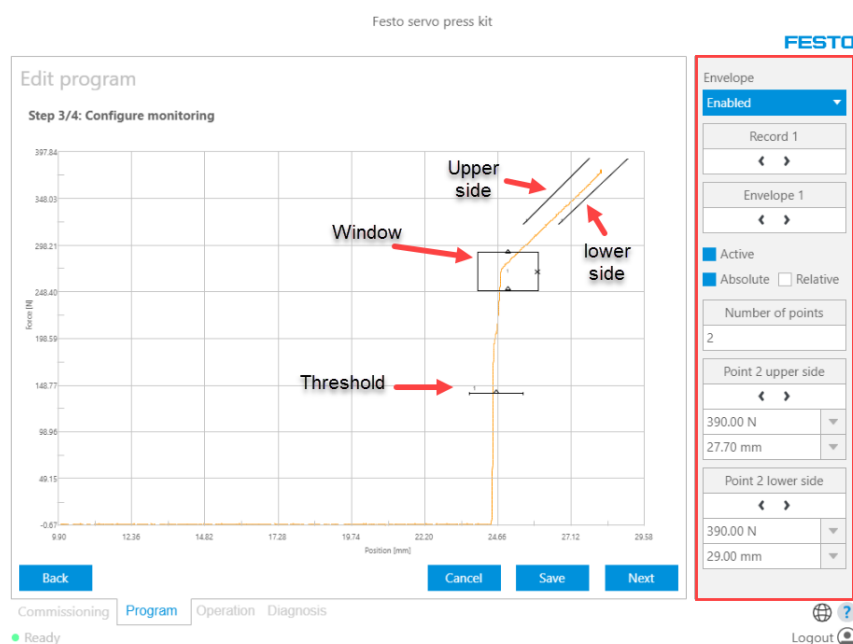 Festo servo press kit
FESTO
Edit program
Step 3/4: Configure monitoring
397.84
348.03
298.21
248.40
198.59
148.77
98.96
49.15
-0.67
Force [N]
9.90 12.36 14.82 17.28 19.74 22.20 24.66 27.12 29.58
Position [mm]
Upper
side
Window
lower
side
Threshold
Back
Cancel
Save
Next
Envelope
Enabled
Record 1
Envelope 1
Active
Absolute Relative
Number of points
2
Point 2 upper side
390.00 N
27.70 mm
Point 2 lower side
390.00 N
29.00 mm
Commissioning Program Operation Diagnosis
?
Ready
Logout